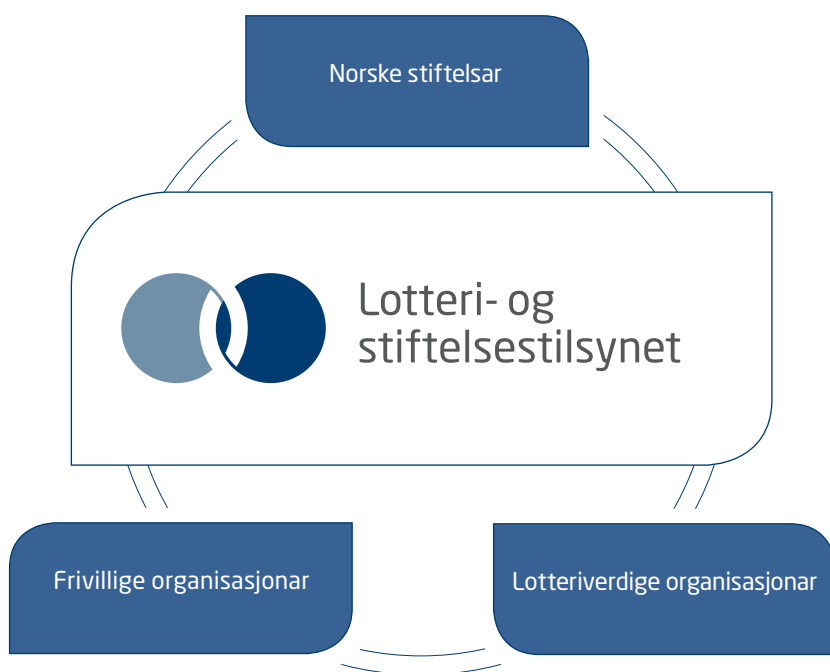 Norske stiftelsar
Lotteri- og
stiftelsestilsynet
Frivillige organisasjonar
Lotteriverdige organisasjonar